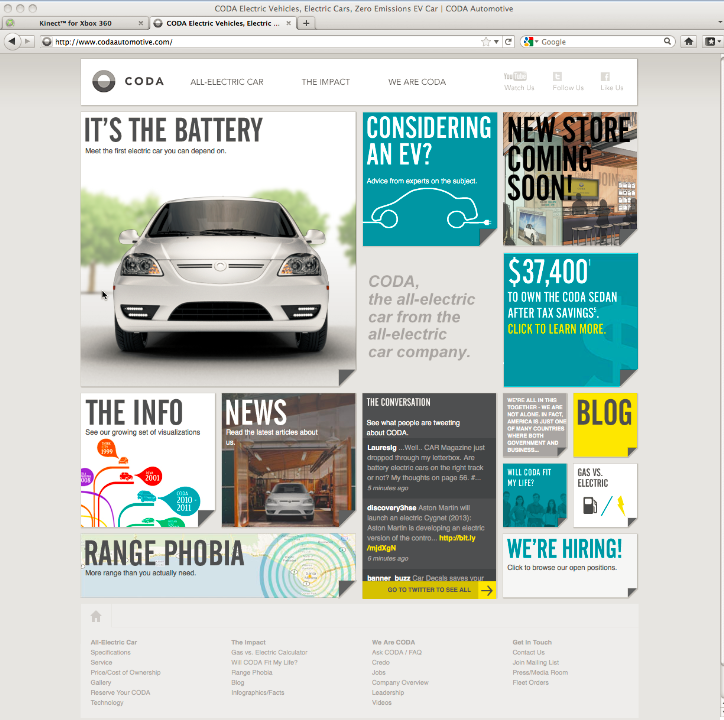 CODA Electric Vehicles, Electric Cars, Zero Emissions EV Car | CODA Automotive
Kinect™ for Xbox 360
CODA Electric Vehicles, Electric ...
http://www.codaautomotive.com/
Google
CODA
ALL-ELECTRIC CAR
THE IMPACT
WE ARE CODA
YouTube
Watch Us
Follow Us
Like Us
IT'S THE BATTERY
Meet the first electric car you can depend on.
CONSIDERING
AN EV?
Advice from experts on the subject.
NEW STORE
COMING
SOON!
JOIN
CODA,
the all-electric
car from the
all-electric
car company.
$37,400¹
TO OWN THE CODA SEDAN
AFTER TAX SAVINGS¹.
CLICK TO LEARN MORE.
THE INFO
See our growing set of visualizations
1999
2001
CODA
2010 -
2011
NEWS
Read the latest articles about
us.
THE CONVERSATION
See what people are tweeting
about CODA.
Lauresig ...Well.. CAR Magazine just
dropped through my letterbox. Are
battery electric cars on the right track
or not? My thoughts on page 56. #...
5 minutes ago
discovery3hse Aston Martin will
launch an electric Cygnet (2013):
Aston Martin is developing an electric
version of the contro... http://bit.ly
/mjdXgN
6 minutes ago
banner_buzz Car Decals saves your
GO TO TWITTER TO SEE ALL
WE'RE ALL IN THIS
TOGETHER - WE ARE
NOT ALONE. IN FACT,
AMERICA IS JUST ONE
OF MANY COUNTRIES
WHERE BOTH
GOVERNMENT AND
BUSINESS...
BLOG
WILL CODA FIT
MY LIFE?
GAS VS.
ELECTRIC
RANGE PHOBIA
More range than you actually need.
WE'RE HIRING!
Click to browse our open positions.
All-Electric Car
Specifications
Service
Price/Cost of Ownership
Gallery
Reserve Your CODA
Technology
The Impact
Gas vs. Electric Calculator
Will CODA Fit My Life?
Range Phobia
Blog
Infographics/Facts
We Are CODA
Ask CODA / FAQ
Credo
Jobs
Company Overview
Leadership
Videos
Get In Touch
Contact Us
Join Mailing List
Press/Media Room
Fleet Orders